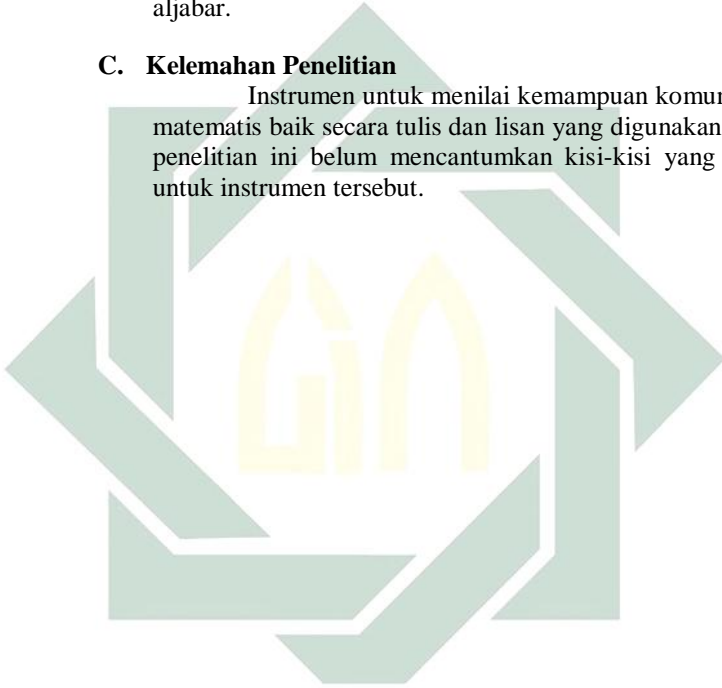 aljabar.
C. Kelemahan Penelitian
Instrumen untuk menilai kemampuan komun
matematis baik secara tulis dan lisan yang digunakan
penelitian ini belum mencantumkan kisi-kisi yang
untuk instrumen tersebut.